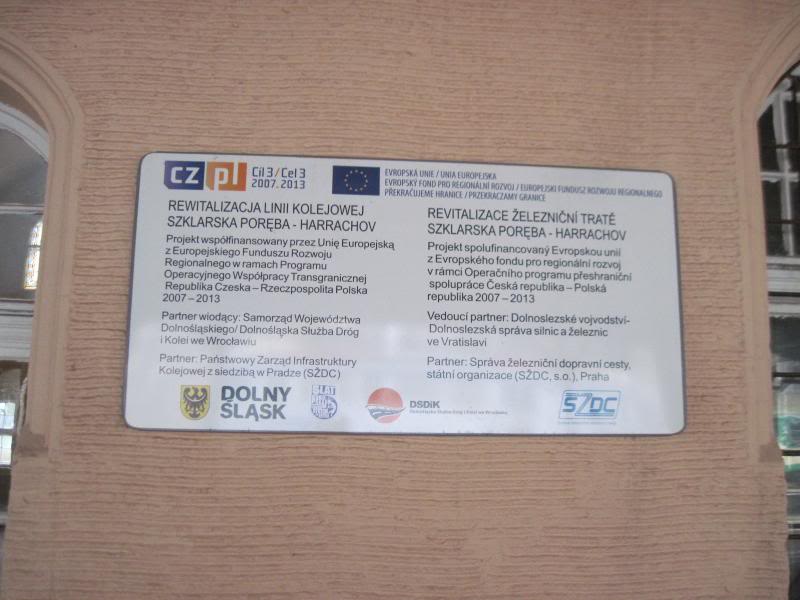 cz pl Cíl 3 / Cel 3
2007.2013
EVROPSKÁ UNIE / UNIA EUROPEJSKA
EVROPSKÝ FOND PRO REGIONÁLNÍ ROZVOJ / EUROPEJSKI FUNDUSZ ROZWOJU REGIONALNEGO
PŘEKRAČUJEME HRANICE / PRZEKRACZAMY GRANICE
REWITALIZACJA LINII KOLEJOWEJ
SZKLARSKA PORĘBA - HARRACHOV
Projekt współfinansowany przez Unię Europejską
z Europejskiego Funduszu Rozwoju
Regionalnego w ramach Programu
Operacyjnego Współpracy Transgranicznej
Republika Czeska – Rzeczpospolita Polska
2007 – 2013
Partner wiodący: Samorząd Województwa
Dolnośląskiego/ Dolnośląska Służba Dróg
i Kolei we Wrocławiu
Partner: Państwowy Zarząd Infrastruktury
Kolejowej z siedzibą w Pradze (SŽDC)
REVITALIZACE ŽELEZNIČNÍ TRATĚ
SZKLARSKA PORĘBA - HARRACHOV
Projekt spolufinancovaný Evropskou unií
z Evropského fondu pro regionální rozvoj
v rámci Operačního programu přeshraniční
spolupráce Česká republika – Polská
republika 2007 – 2013
Vedoucí partner: Dolnoslezské vojvodství-
Dolnoslezská správa silnic a železnic
ve Vratislavi
Partner: Správa železniční dopravní cesty,
státní organizace (SŽDC, s.o.), Praha
DOLNY
ŚLĄSK
DSDiK
Dolnośląska Służba Dróg i Kolei we Wrocławiu
SŽDC